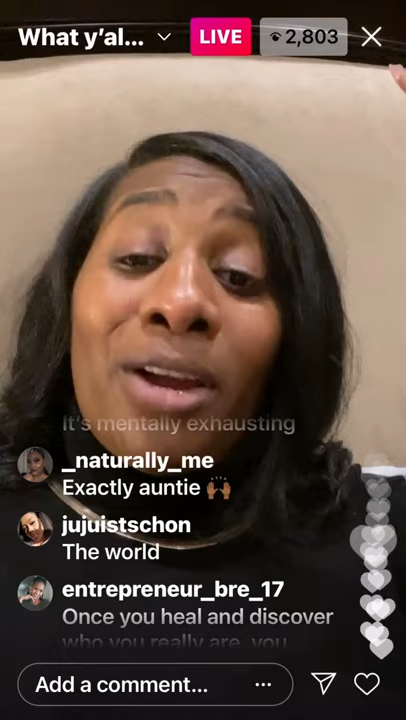 What y'al...
LIVE
2,803
It's mentally exhausting
_naturally_me
Exactly auntie 🙌🏾
jujuistschon
The world
entrepreneur_bre_17
Once you heal and discover
who you really are, you
Add a comment...